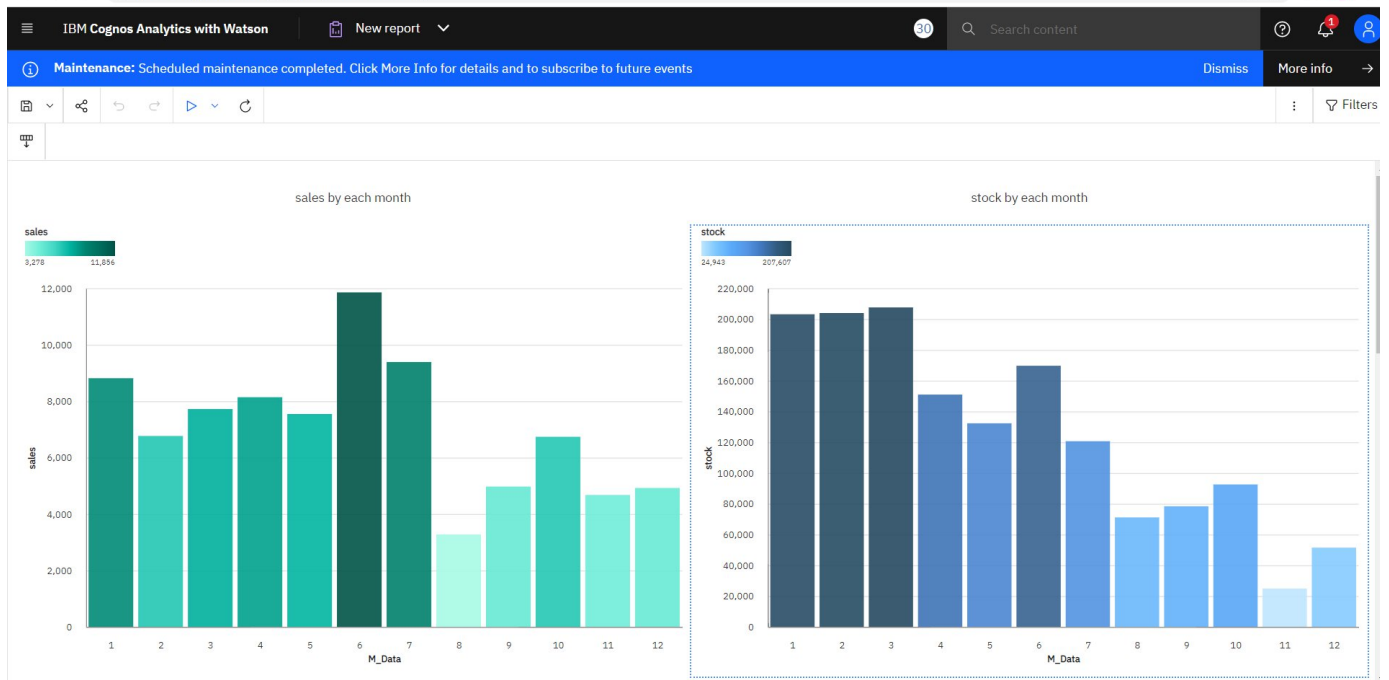 IBM Cognos Analytics with Watson
New report
30
Search content
1
Maintenance: Scheduled maintenance completed. Click More Info for details and to subscribe to future events
Dismiss
More info
Filters
sales by each month
sales
3,278 11,856
12,000
10,000
8,000
6,000
4,000
2,000
0
sales
1 2 3 4 5 6 7 8 9 10 11 12
M_Data
stock by each month
stock
24,943 207,607
220,000
200,000
180,000
160,000
140,000
120,000
100,000
80,000
60,000
40,000
20,000
0
stock
1 2 3 4 5 6 7 8 9 10 11 12
M_Data